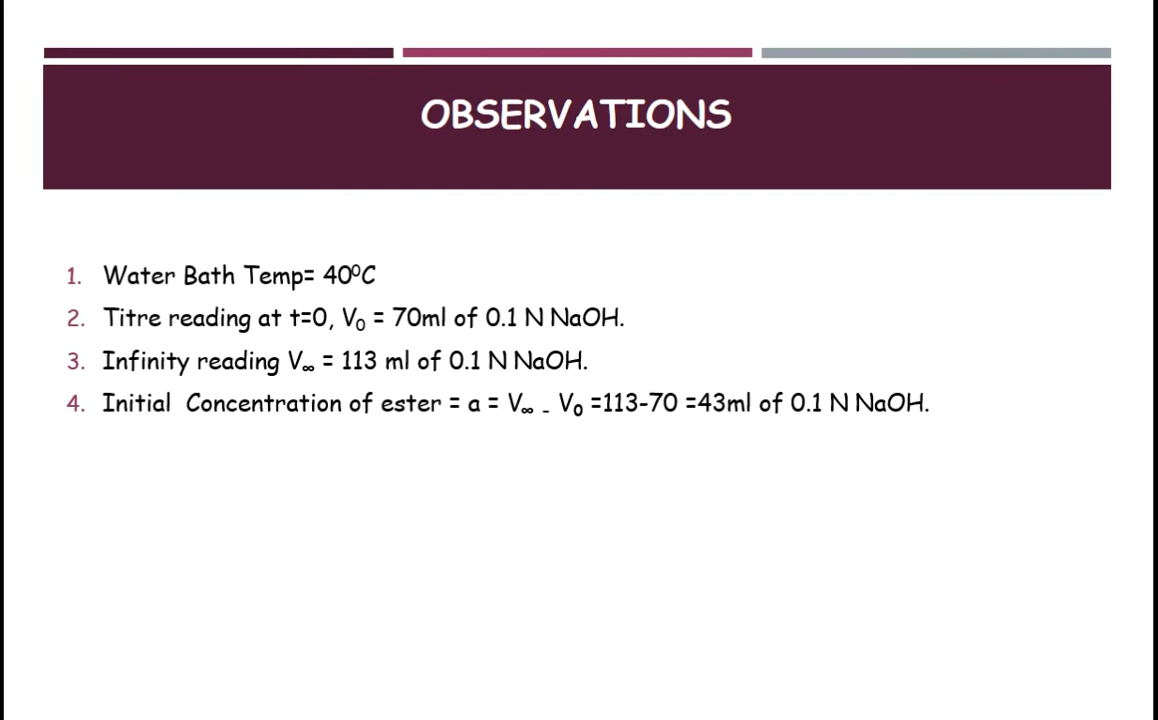 OBSERVATIONS
1. Water Bath Temp= 40⁰C
2. Titre reading at t=0, V₀ = 70ml of 0.1 N NaOH.
3. Infinity reading V∞ = 113 ml of 0.1 N NaOH.
4. Initial Concentration of ester = a = V∞ - V₀ =113-70 =43ml of 0.1 N NaOH.